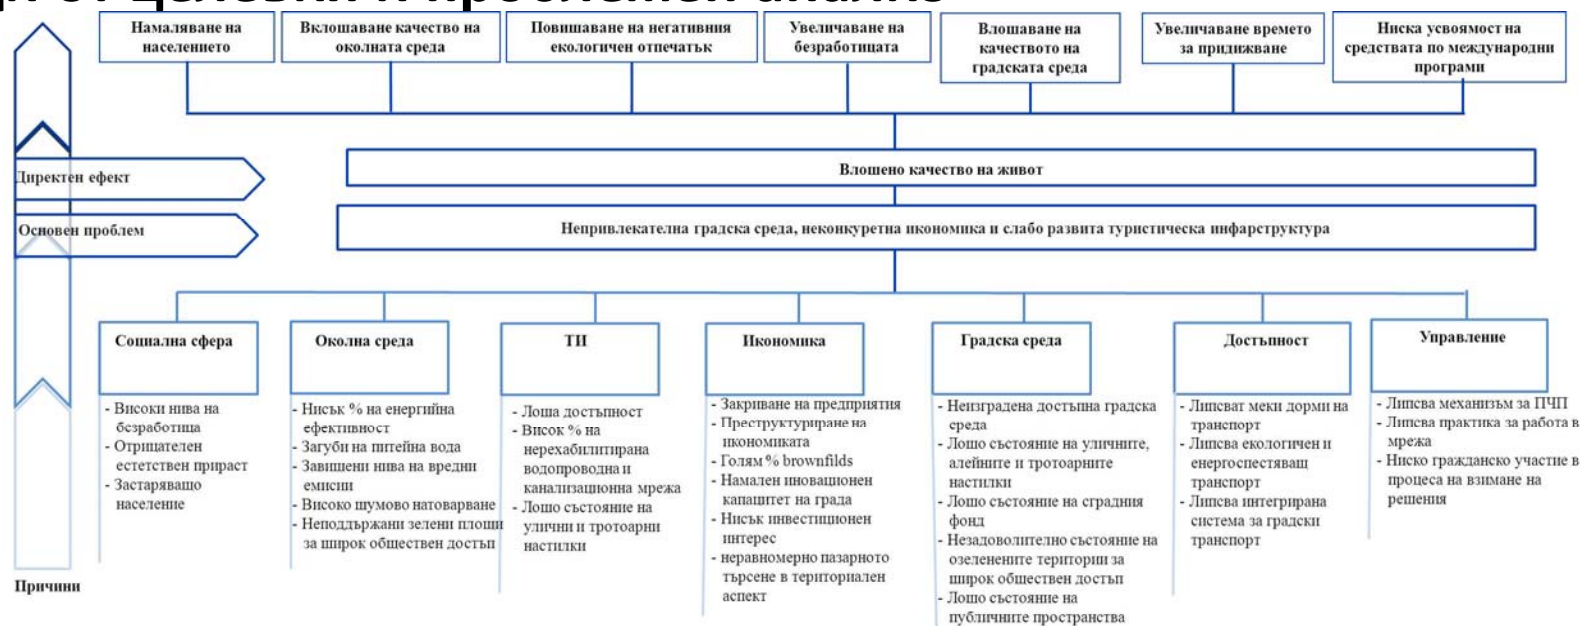 целеви и проблемен анализ
Намаляване на
населението
Вклошаване качество на
околната среда
Повишаване на негативния
екологичен отпечатък
Увеличаване на
безработицата
Влошаване на
качеството на
градската среда
Увеличаване времето
за придижване
Ниска усвоямост на
средствата по международни
програми
Директен ефект
Влошено качество на живот
Основен проблем
Непривлекателна градска среда, неконкуретна икономика и слабо развита туристическа инфарструктура
Социална сфера
- Високи нива на
безработица
- Отрицателен
естетствен прираст
- Застаряващо
население
Околна среда
- Нисък % на енергийна
ефективност
- Загуби на питейна вода
- Завишени нива на вредни
емисии
- Високо шумово натоварване
- Неподдържани зелени площи
за широк обществен достъп
ТИ
- Лоша достъпност
- Висок % на
нерехабилитирана
водопроводна и
канализационна мрежа
- Лошо състояние на
улични и тротоарни
настилки
Икономика
- Закриване на предприятия
- Преструктуриране на
икономиката
- Голям % brownfilds
- Намален иновационен
капацитет на града
- Нисък инвестиционен
интерес
- неравномерно пазарното
търсене в териториален
аспект
Градска среда
- Неизградена достъпна градска
среда
- Лошо състояние на уличните,
алейните и тротоарните
настилки
- Лошо състояние на сградния
фонд
- Незадоволително състояние на
озеленените територии за
широк обществен достъп
- Лошо състояние на
публичните пространства
Достъпност
- Липсват меки дорми на
транспорт
- Липсва екологичен и
енергоспестяващ
транспорт
- Липсва интегрирана
система за градски
транспорт
Управление
- Липсва механизъм за ПЧП
- Липсва практика за работа в
мрежа
- Ниско гражданско участие в
процеса на взимане на
решения
Причини